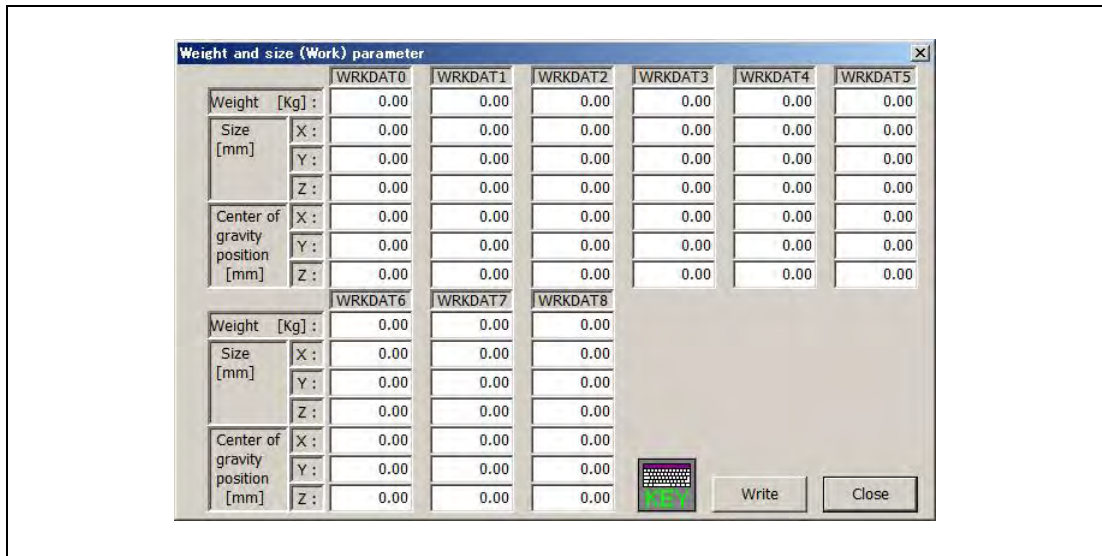 Weight and size (Work) parameter
WRKDAT0 WRKDAT1 WRKDAT2 WRKDAT3 WRKDAT4 WRKDAT5
Weight [Kg] : 0.00 0.00 0.00 0.00 0.00 0.00
Size [mm] X : 0.00 0.00 0.00 0.00 0.00 0.00
Y : 0.00 0.00 0.00 0.00 0.00 0.00
Z : 0.00 0.00 0.00 0.00 0.00 0.00
Center of gravity position [mm] X : 0.00 0.00 0.00 0.00 0.00 0.00
Y : 0.00 0.00 0.00 0.00 0.00 0.00
Z : 0.00 0.00 0.00 0.00 0.00 0.00
WRKDAT6 WRKDAT7 WRKDAT8
Weight [Kg] : 0.00 0.00 0.00
Size [mm] X : 0.00 0.00 0.00
Y : 0.00 0.00 0.00
Z : 0.00 0.00 0.00
Center of gravity position [mm] X : 0.00 0.00 0.00
Y : 0.00 0.00 0.00
Z : 0.00 0.00 0.00
KEY Write Close